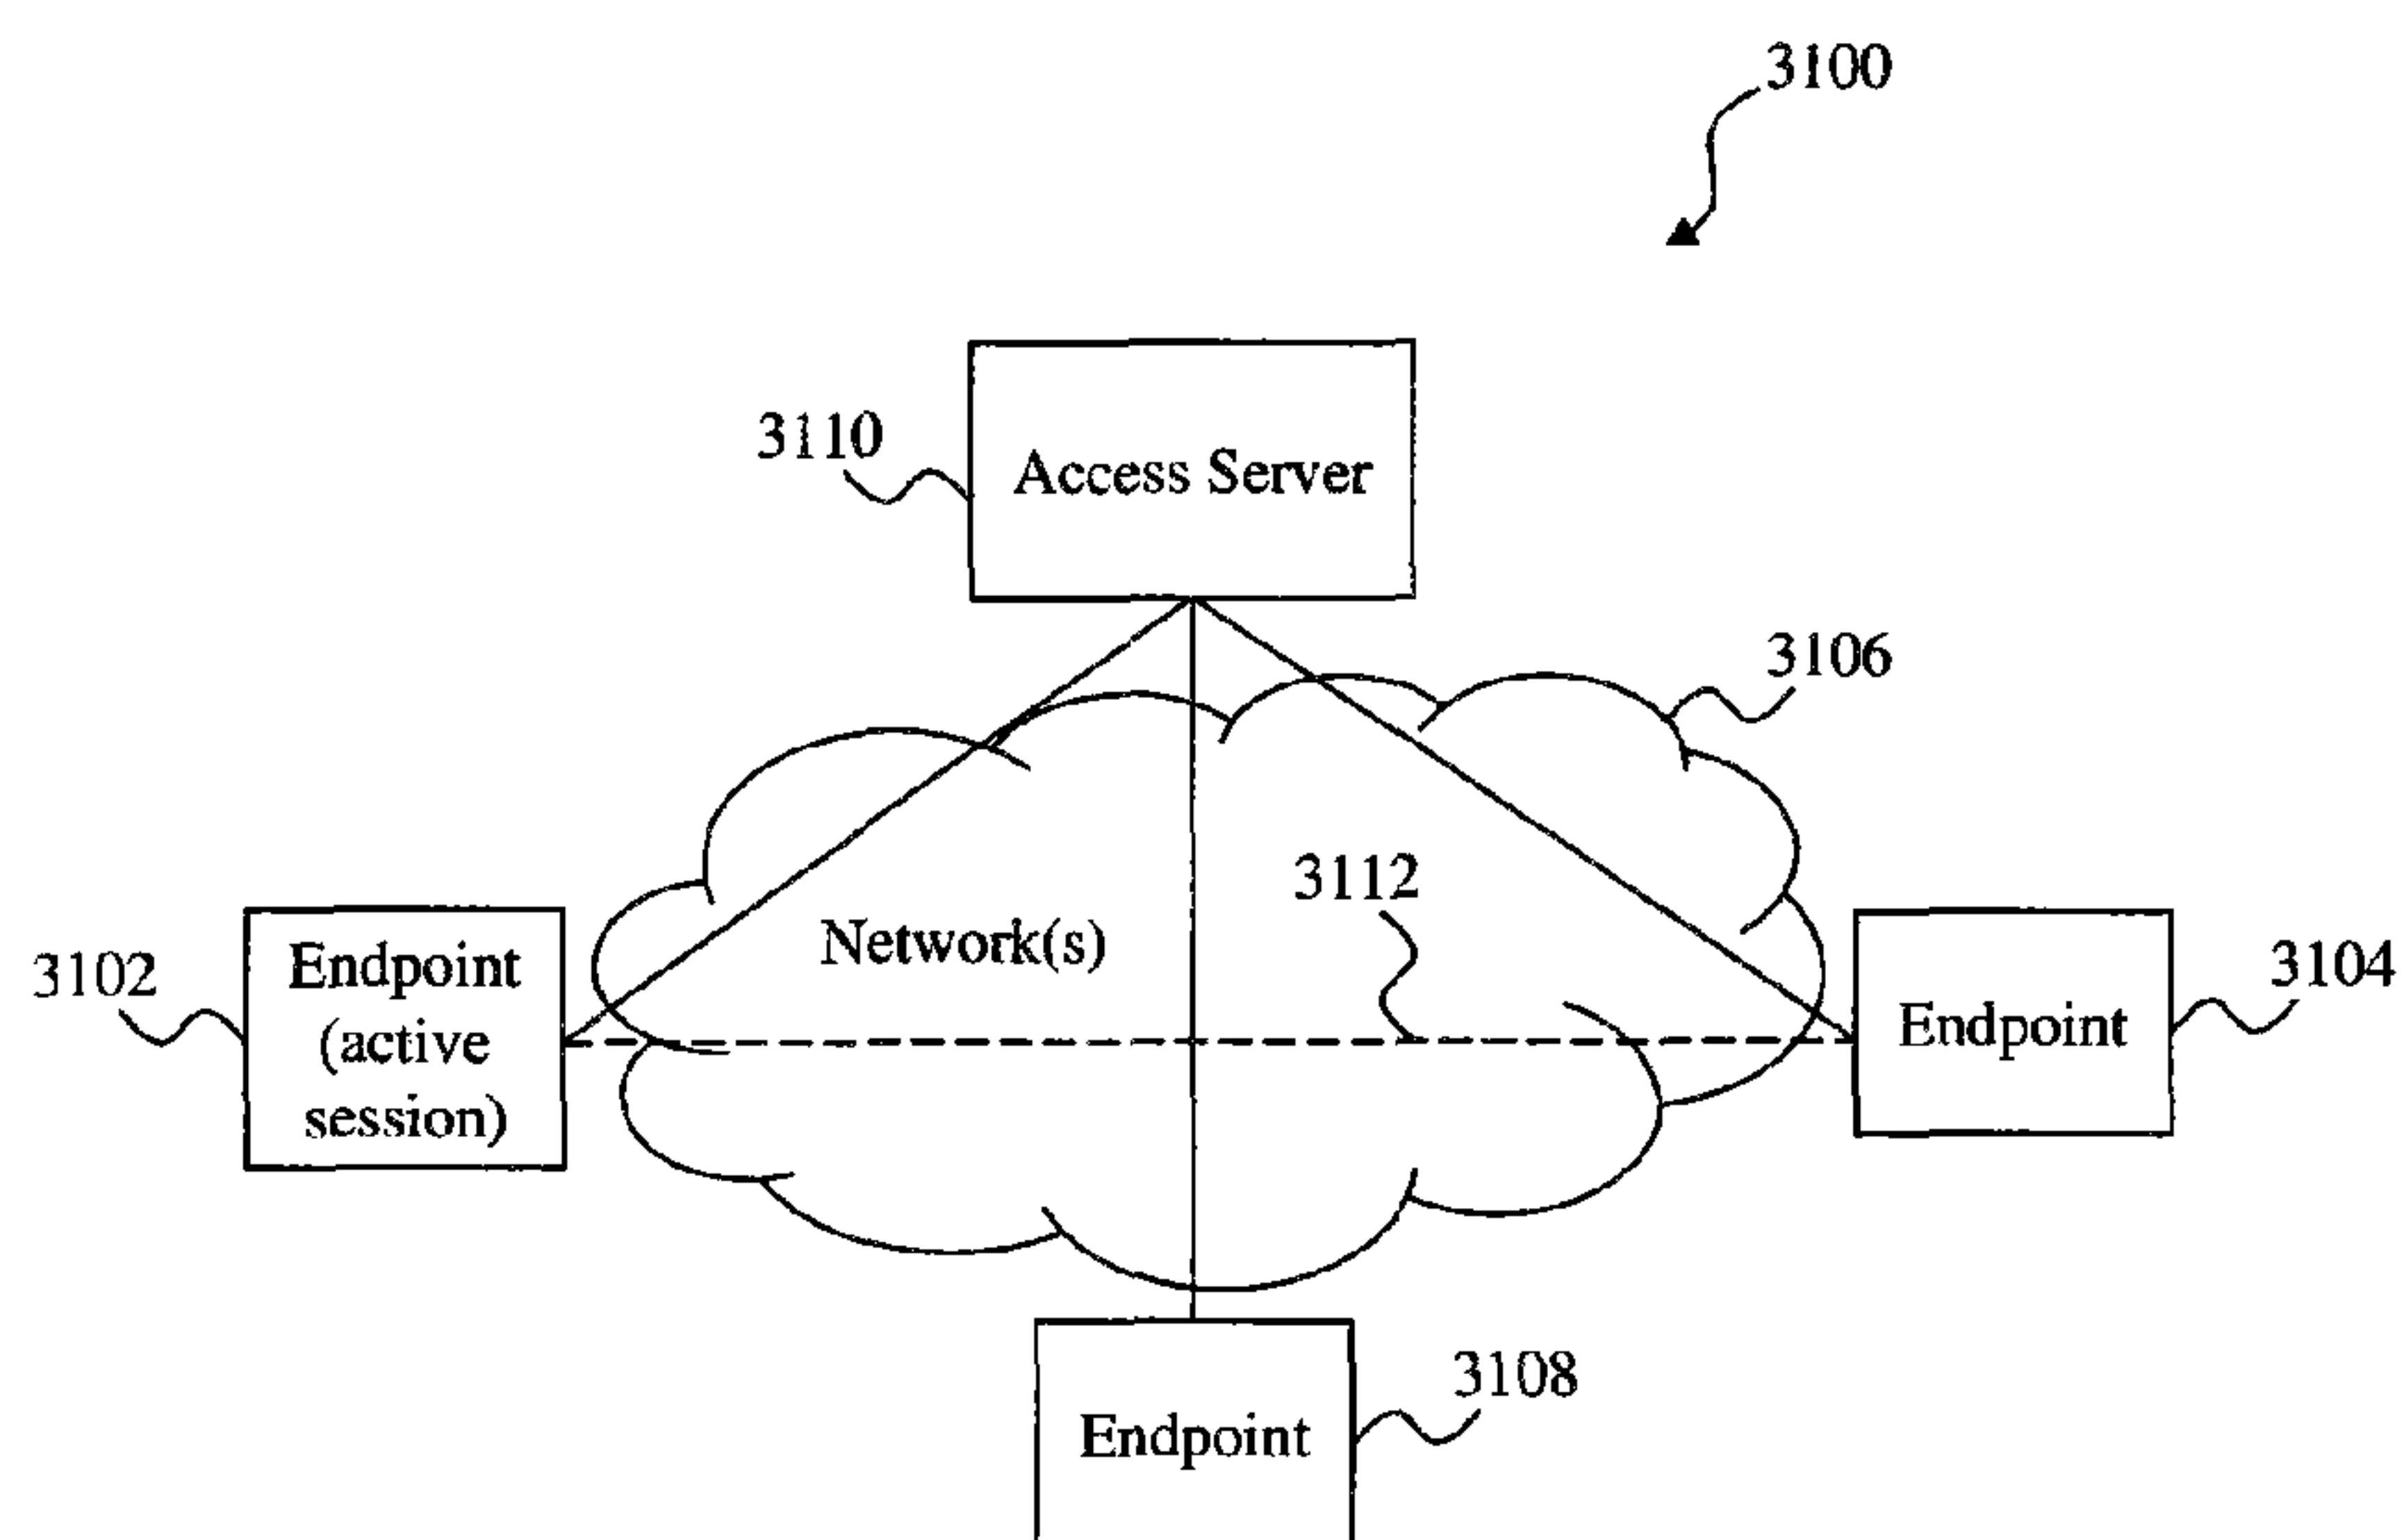 3100
3110
Access Server
3106
3112
Network(s)
3102
Endpoint
(active
session)
3104
Endpoint
3108
Endpoint